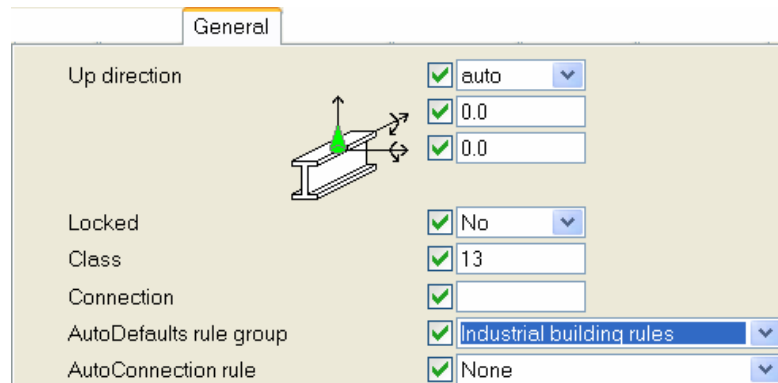 General
Up direction auto
0.0
0.0
Locked No
Class 13
Connection
AutoDefaults rule group Industrial building rules
AutoConnection rule None